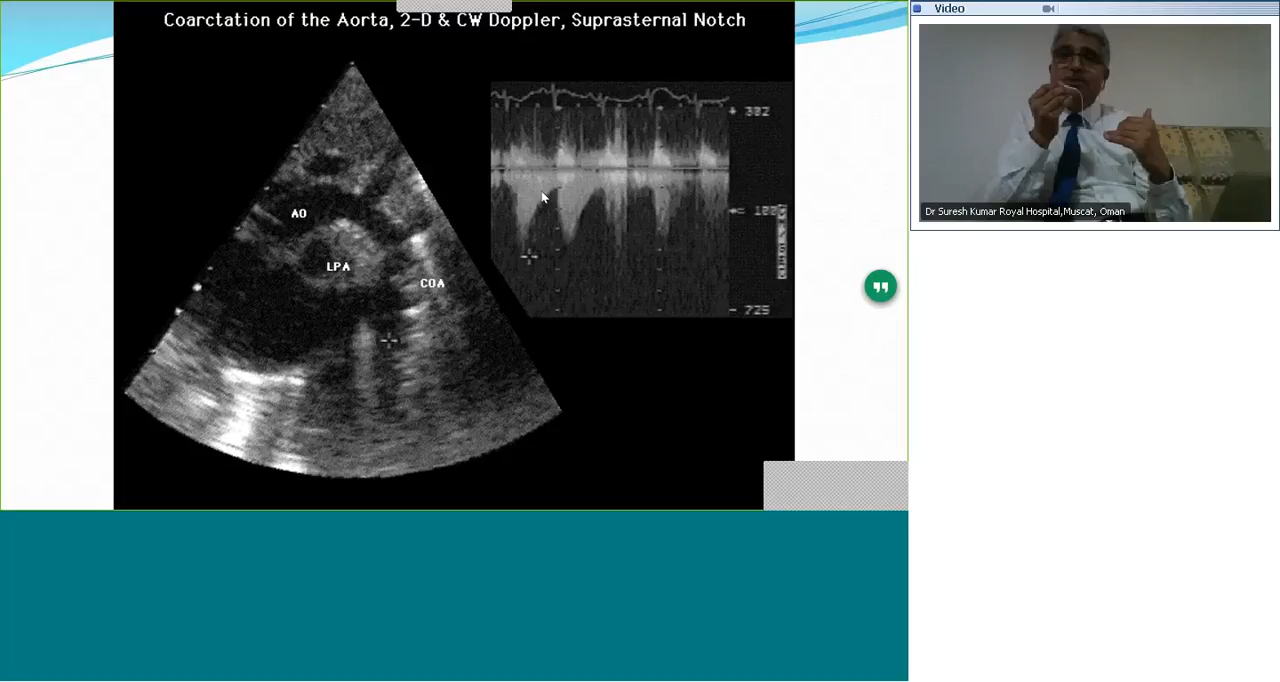 Coarctation of the Aorta, 2-D & CW Doppler, Suprasternal Notch
AO
LPA
COA
302
- 725
Video
Dr Suresh Kumar Royal Hospital,Muscat, Oman